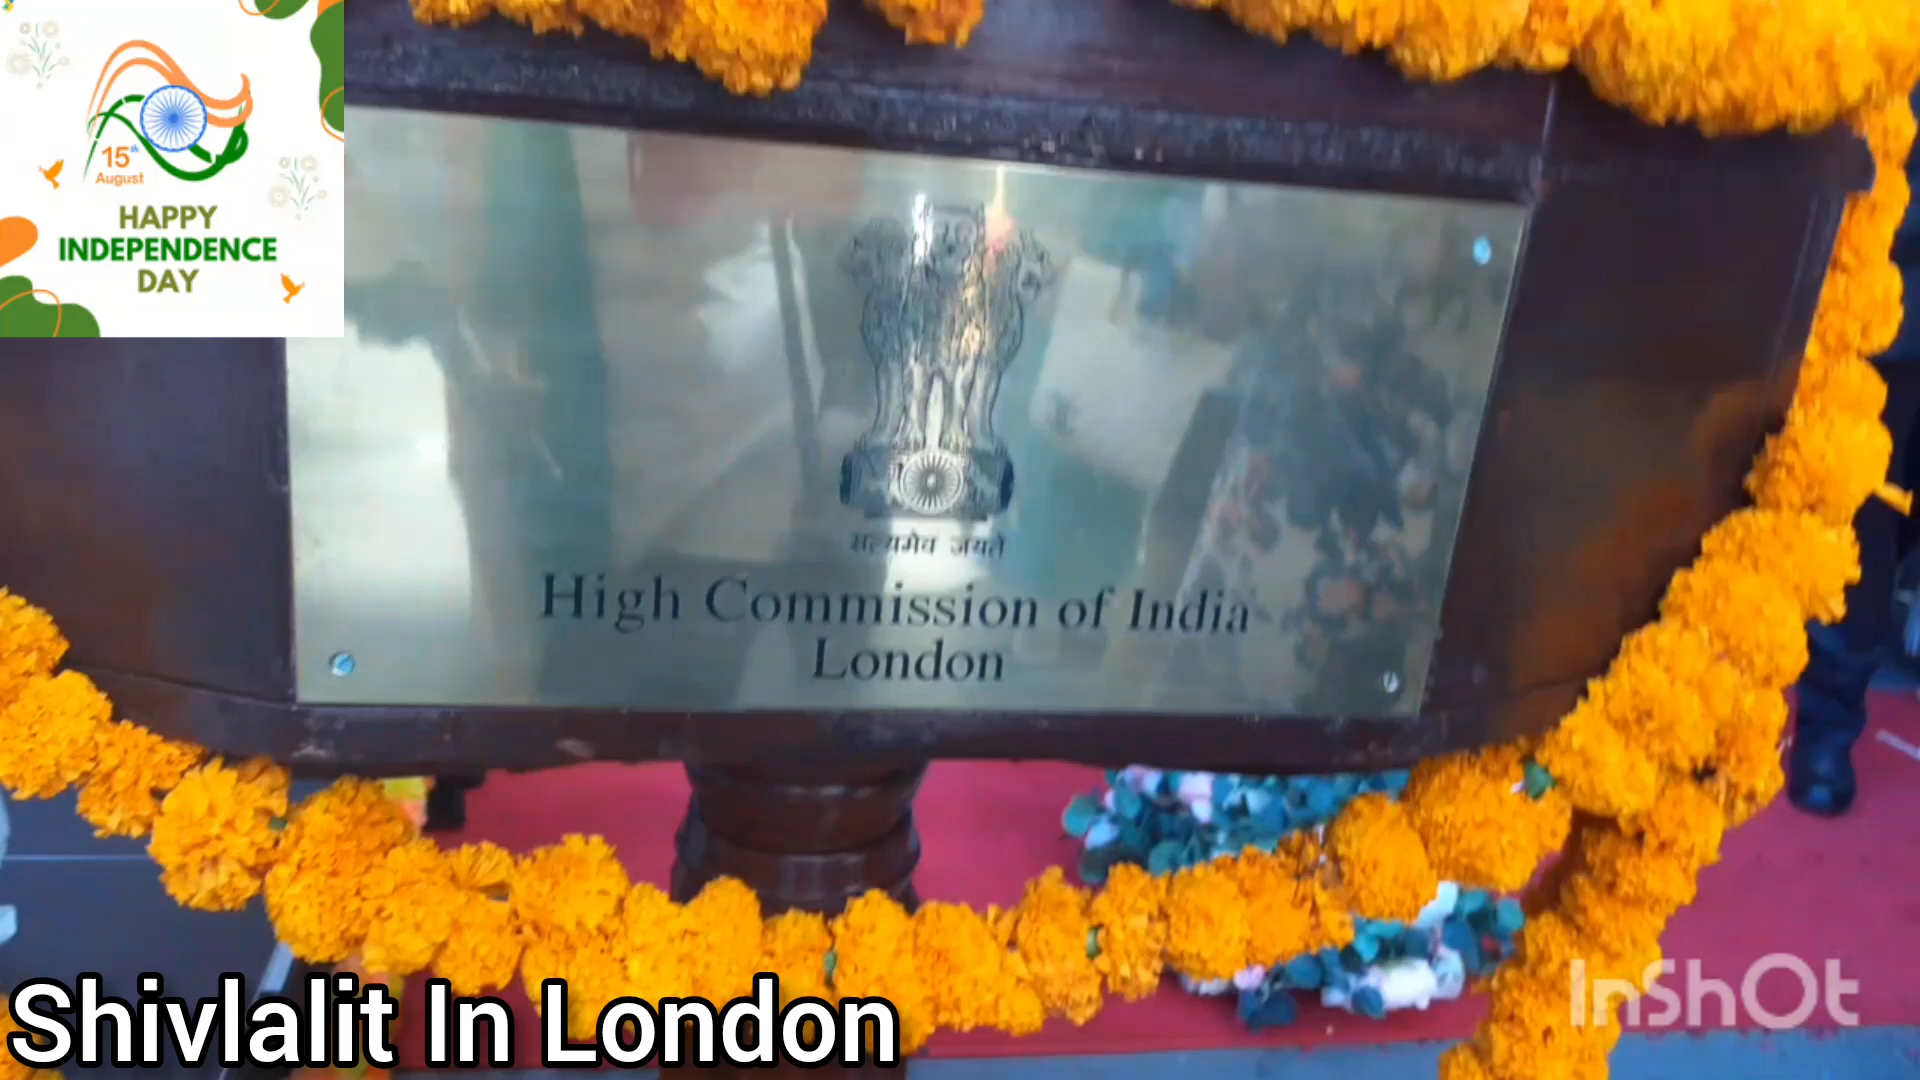 15th
August
HAPPY
INDEPENDENCE
DAY
सत्यमेव जयते
High Commission of India
London
Shivlalit In London
InShOt